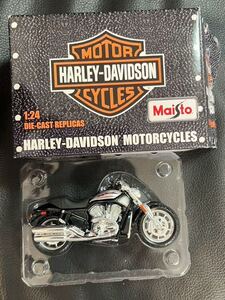 MOTOR
HARLEY-DAVIDSON
CYCLES
1:24
DIE-CAST REPLICAS
Maisto
HARLEY-DAVIDSON MOTORCYCLES